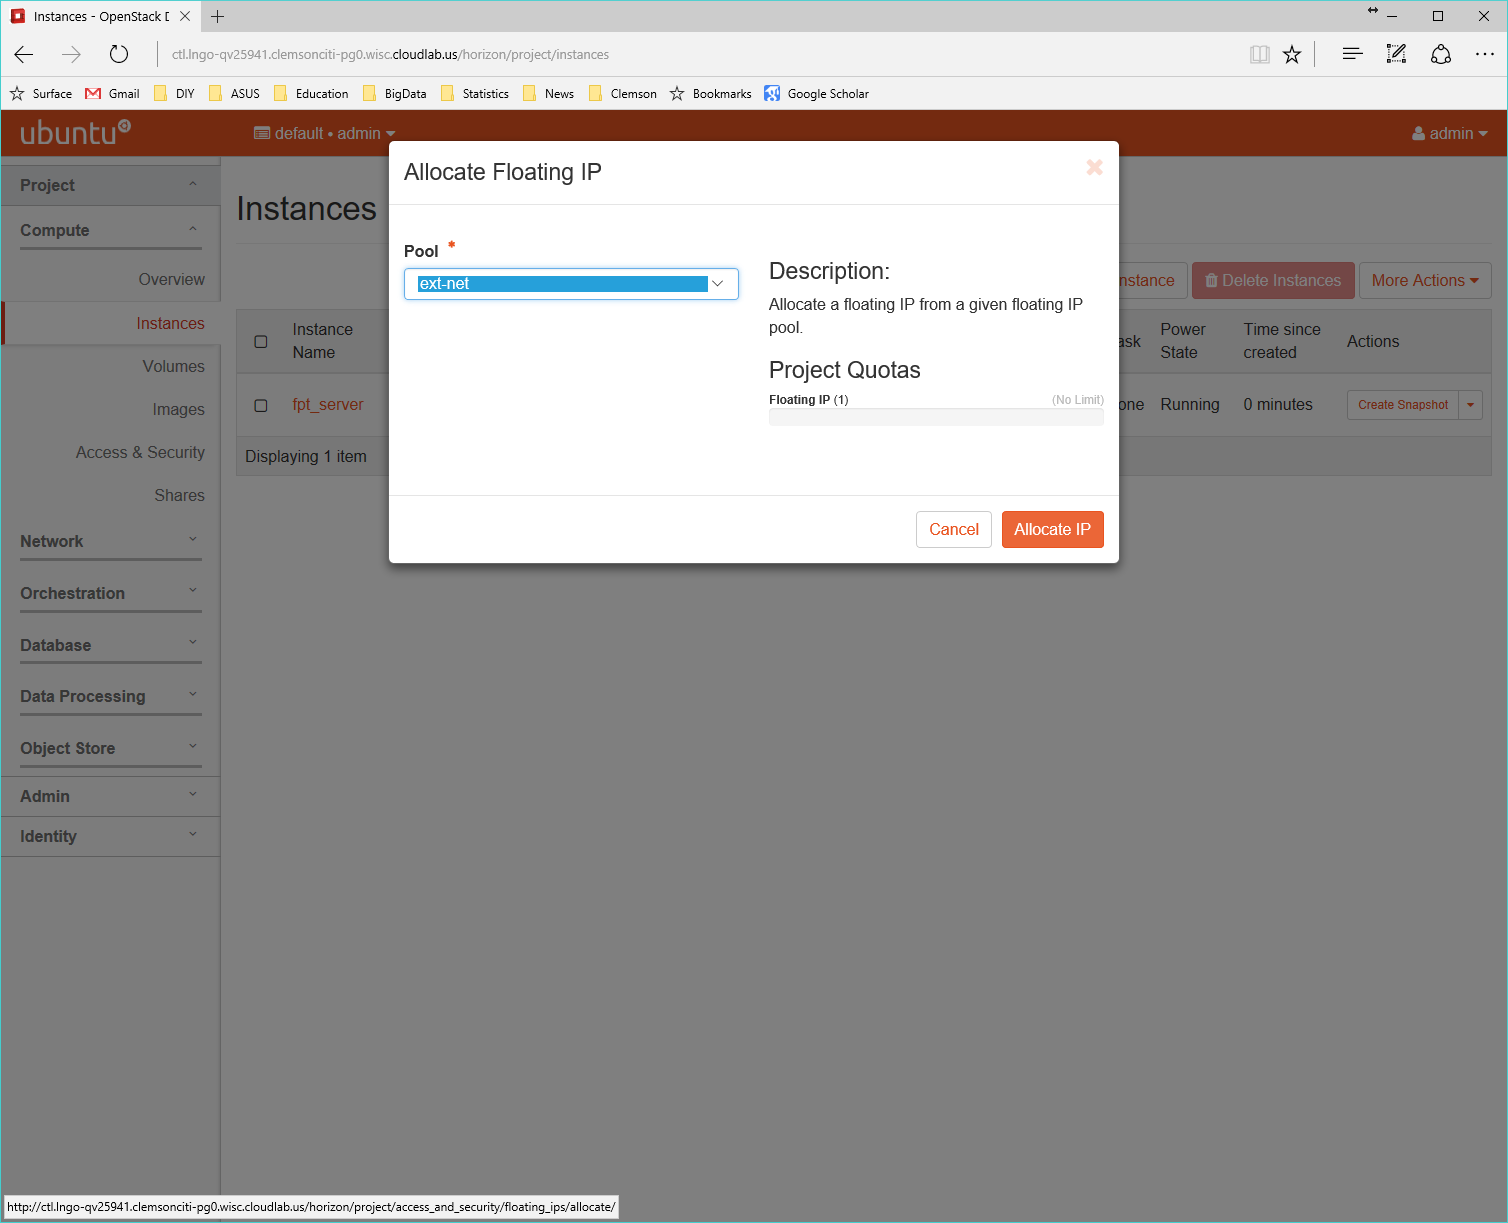 Instances - OpenStack D
ctl.lngo-qv25941.clemsonciti-pg0.wisc.cloudlab.us/horizon/project/instances
Surface Gmail DIY ASUS Education BigData Statistics News Clemson Bookmarks Google Scholar
ubuntu default • admin admin
Project
Compute
Overview
Instances
Volumes
Images
Access & Security
Shares
Network
Orchestration
Database
Data Processing
Object Store
Admin
Identity
Instances
nstance Delete Instances More Actions
Instance Name ask Power State Time since created Actions
fpt_server one Running 0 minutes Create Snapshot
Displaying 1 item
Allocate Floating IP
Pool *
ext-net
Description:
Allocate a floating IP from a given floating IP
pool.
Project Quotas
Floating IP (1) (No Limit)
Cancel Allocate IP
http://ctl.lngo-qv25941.clemsonciti-pg0.wisc.cloudlab.us/horizon/project/access_and_security/floating_ips/allocate/